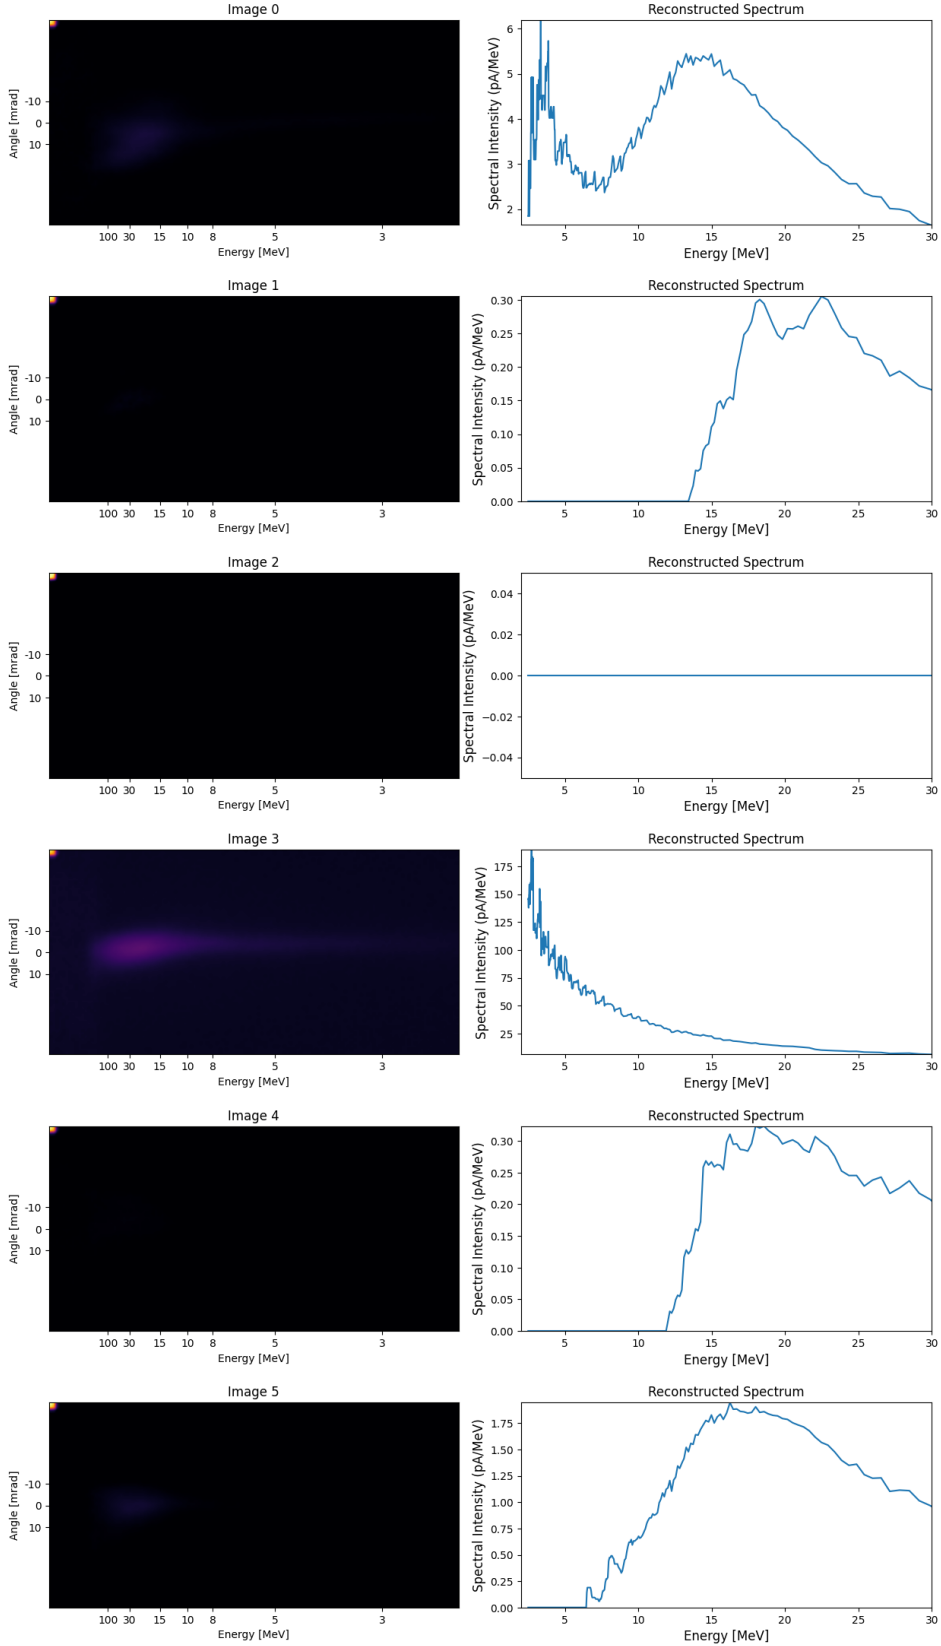 Image 0
Angle [mrad]
-10
0
10
100 30 15 10 8 5 3
Energy [MeV]
Reconstructed Spectrum
Spectral Intensity (pA/MeV)
6
5
4
3
2
5 10 15 20 25 30
Energy [MeV]
Image 1
Angle [mrad]
-10
0
10
100 30 15 10 8 5 3
Energy [MeV]
Reconstructed Spectrum
Spectral Intensity (pA/MeV)
0.30
0.25
0.20
0.15
0.10
0.05
0.00
5 10 15 20 25 30
Energy [MeV]
Image 2
Angle [mrad]
-10
0
10
100 30 15 10 8 5 3
Energy [MeV]
Reconstructed Spectrum
Spectral Intensity (pA/MeV)
0.04
0.02
0.00
−0.02
−0.04
5 10 15 20 25 30
Energy [MeV]
Image 3
Angle [mrad]
-10
0
10
100 30 15 10 8 5 3
Energy [MeV]
Reconstructed Spectrum
Spectral Intensity (pA/MeV)
175
150
125
100
75
50
25
5 10 15 20 25 30
Energy [MeV]
Image 4
Angle [mrad]
-10
0
10
100 30 15 10 8 5 3
Energy [MeV]
Reconstructed Spectrum
Spectral Intensity (pA/MeV)
0.30
0.25
0.20
0.15
0.10
0.05
0.00
5 10 15 20 25 30
Energy [MeV]
Image 5
Angle [mrad]
-10
0
10
100 30 15 10 8 5 3
Energy [MeV]
Reconstructed Spectrum
Spectral Intensity (pA/MeV)
1.75
1.50
1.25
1.00
0.75
0.50
0.25
0.00
5 10 15 20 25 30
Energy [MeV]